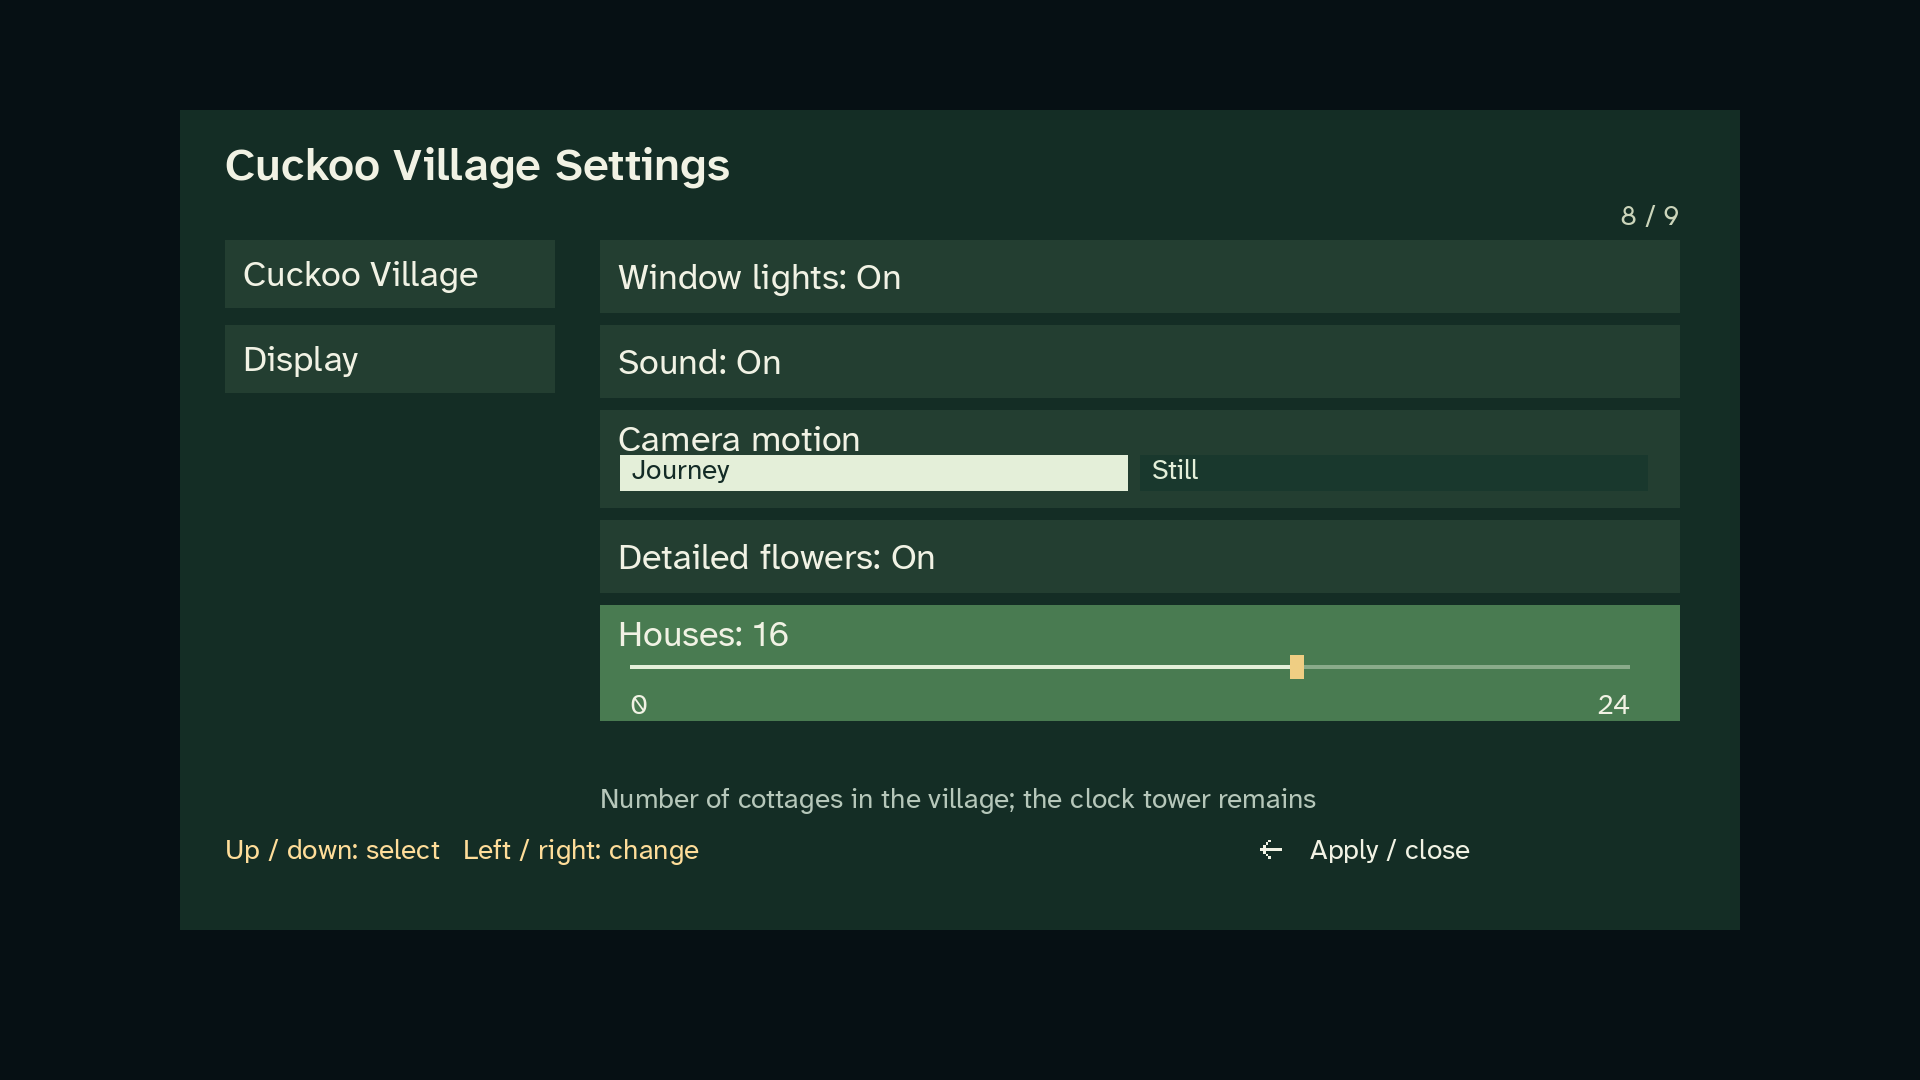 Cuckoo Village Settings
8 / 9
Cuckoo Village
Display
Window lights: On
Sound: On
Camera motion
Journey
Still
Detailed flowers: On
Houses: 16
0
24
Number of cottages in the village; the clock tower remains
Up / down: select Left / right: change
← Apply / close